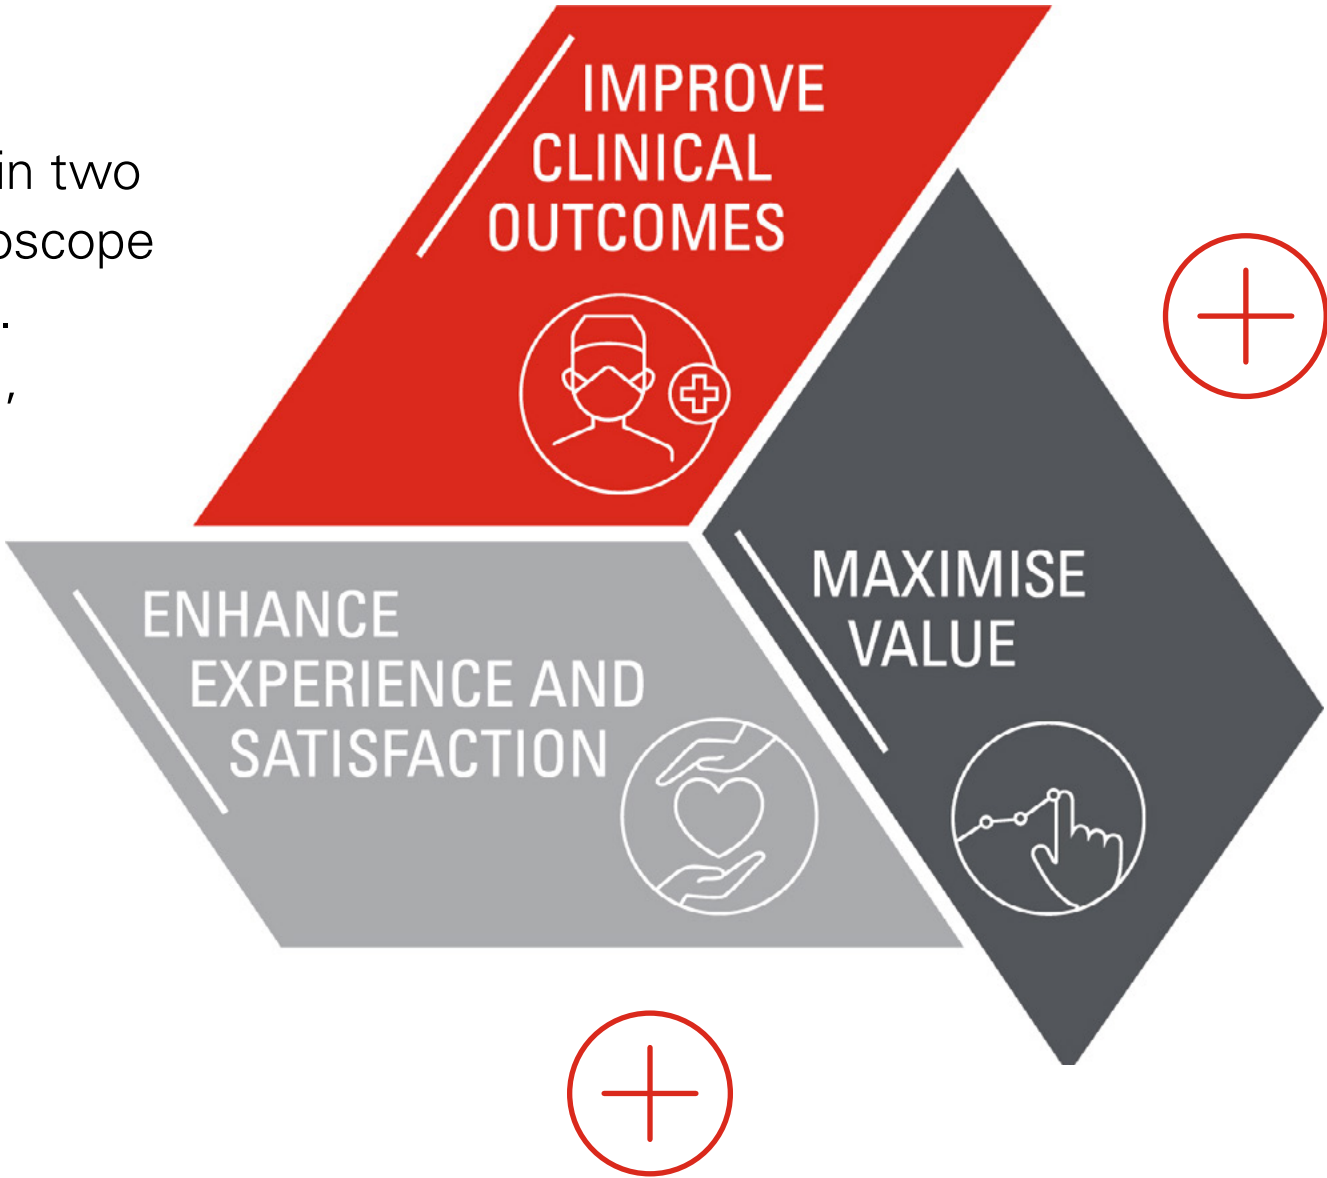 in two
oscope
.
,
IMPROVE
CLINICAL
OUTCOMES
MAXIMISE
VALUE
ENHANCE
EXPERIENCE AND
SATISFACTION